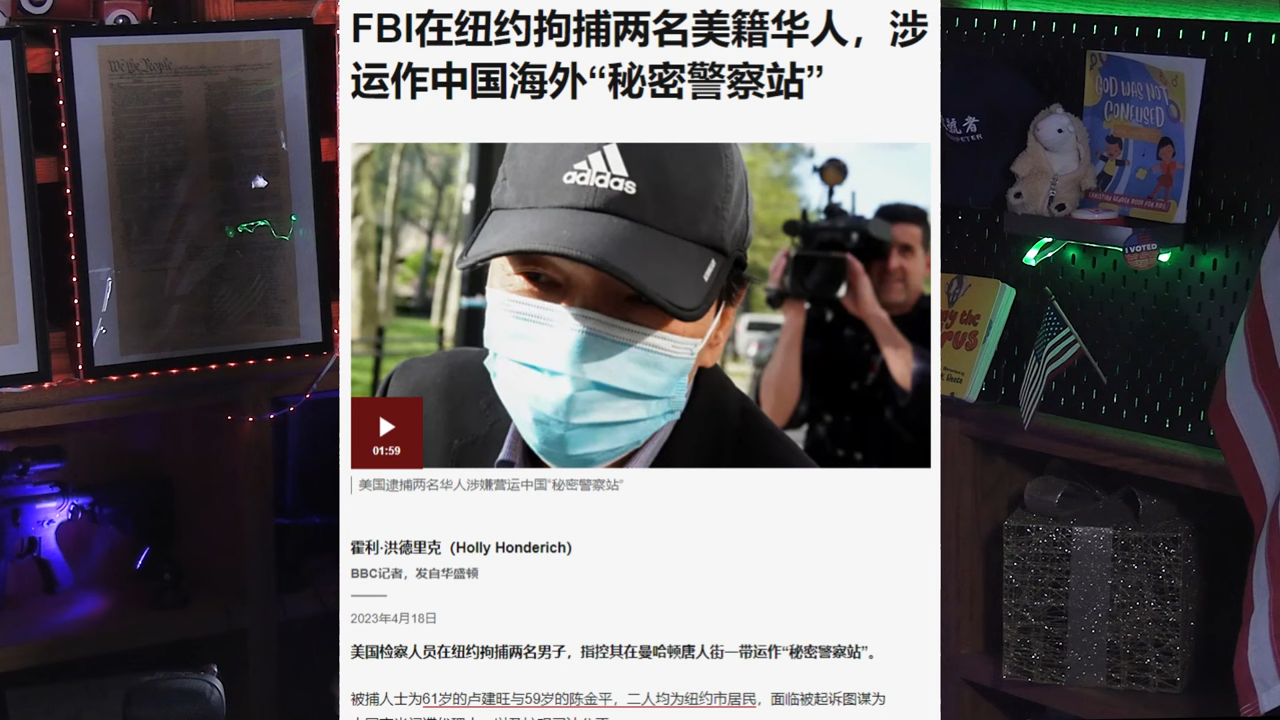 FBI在纽约拘捕两名美籍华人，涉
运作中国海外“秘密警察站”
We the People
adidas
01:59
美国逮捕两名华人涉嫌营运中国“秘密警察站”
霍利·洪德里克（Holly Honderich）
BBC记者，发自华盛顿
2023年4月18日
美国检察人员在纽约拘捕两名男子，指控其在曼哈顿唐人街一带运作“秘密警察站”。
被捕人士为61岁的卢建旺与59岁的陈金平，二人均为纽约市居民，面临被起诉图谋为
GOD WAS NOT
CONFUSED
I VOTED